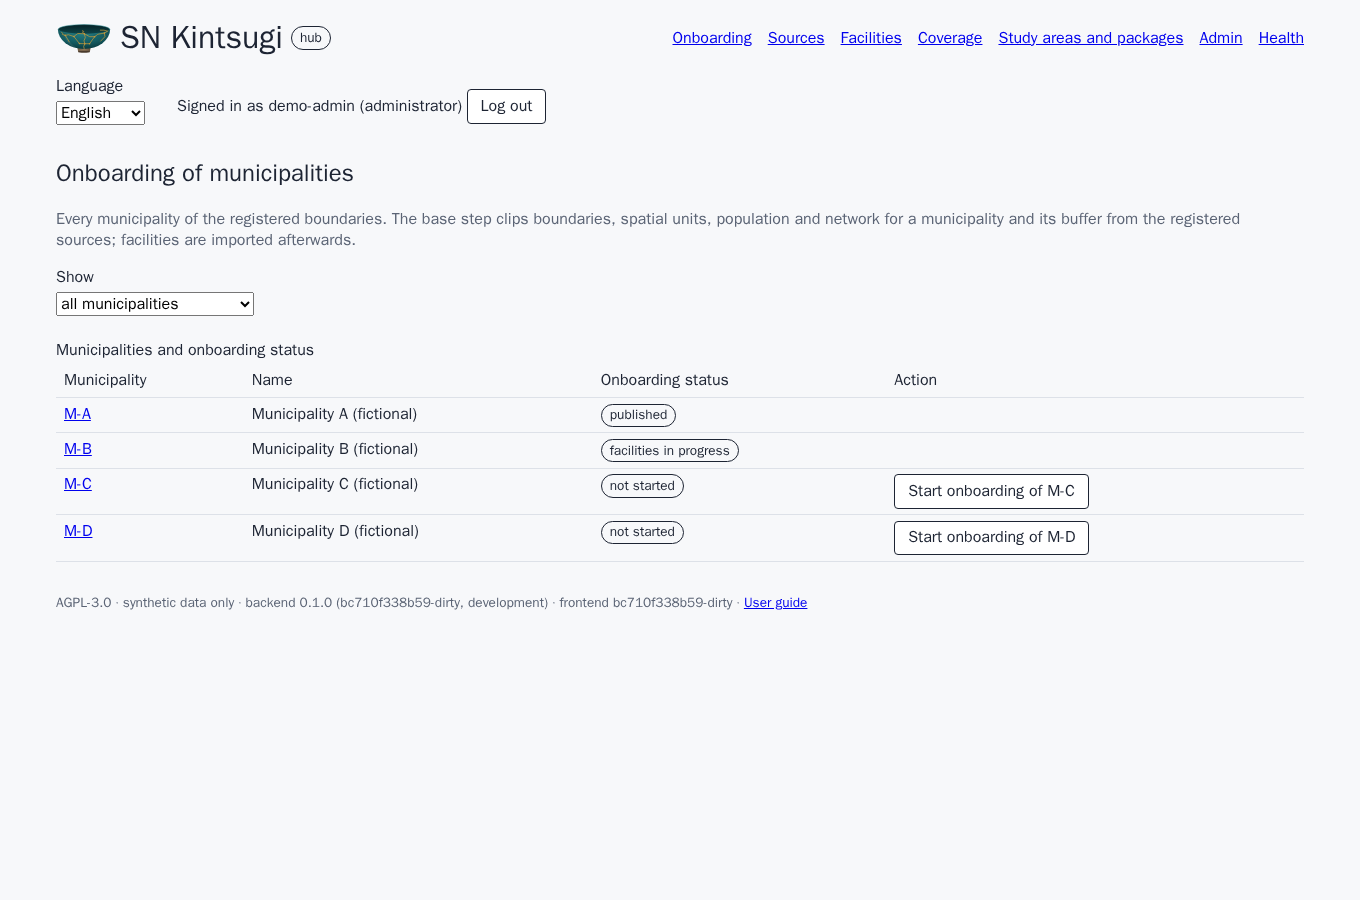 SN Kintsugi hub
Onboarding Sources Facilities Coverage Study areas and packages Admin Health
Language
English
Signed in as demo-admin (administrator) Log out
Onboarding of municipalities
Every municipality of the registered boundaries. The base step clips boundaries, spatial units, population and network for a municipality and its buffer from the registered
sources; facilities are imported afterwards.
Show
all municipalities
Municipalities and onboarding status
Municipality Name Onboarding status Action
M-A Municipality A (fictional) published
M-B Municipality B (fictional) facilities in progress
M-C Municipality C (fictional) not started Start onboarding of M-C
M-D Municipality D (fictional) not started Start onboarding of M-D
AGPL-3.0 · synthetic data only · backend 0.1.0 (bc710f338b59-dirty, development) · frontend bc710f338b59-dirty · User guide